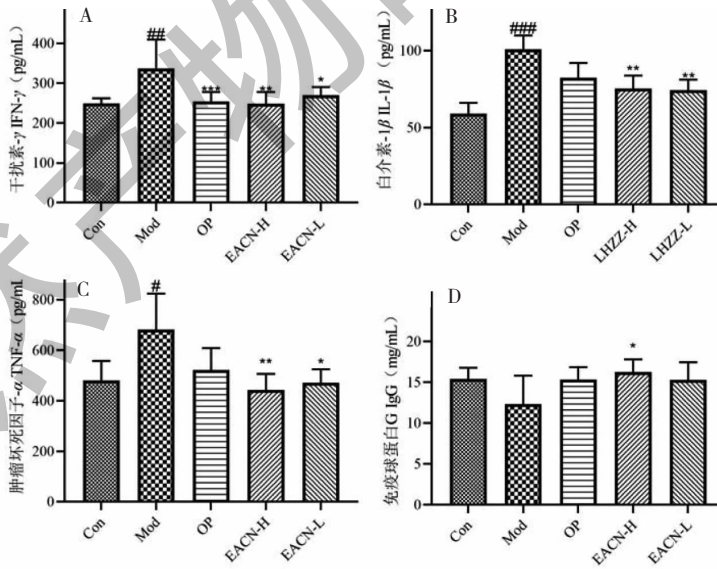 A
干扰素-γ IFN-γ（pg/mL）
400
300
200
100
0
##
***
**
*
Con
Mod
OP
EACN-H
EACN-L
B
白介素-1β IL-1β （pg/mL）
100
50
0
###
**
**
Con
Mod
OP
LHZZ-H
LHZZ-L
C
肿瘤坏死因子-α TNF-α（pg/mL
800
600
400
200
0
#
**
*
Con
Mod
OP
EACN-H
EACN-L
D
免疫球蛋白G IgG（mg/mL）
20
15
10
5
0
*
Con
Mod
OP
EACN-H
EACN-L
然产物